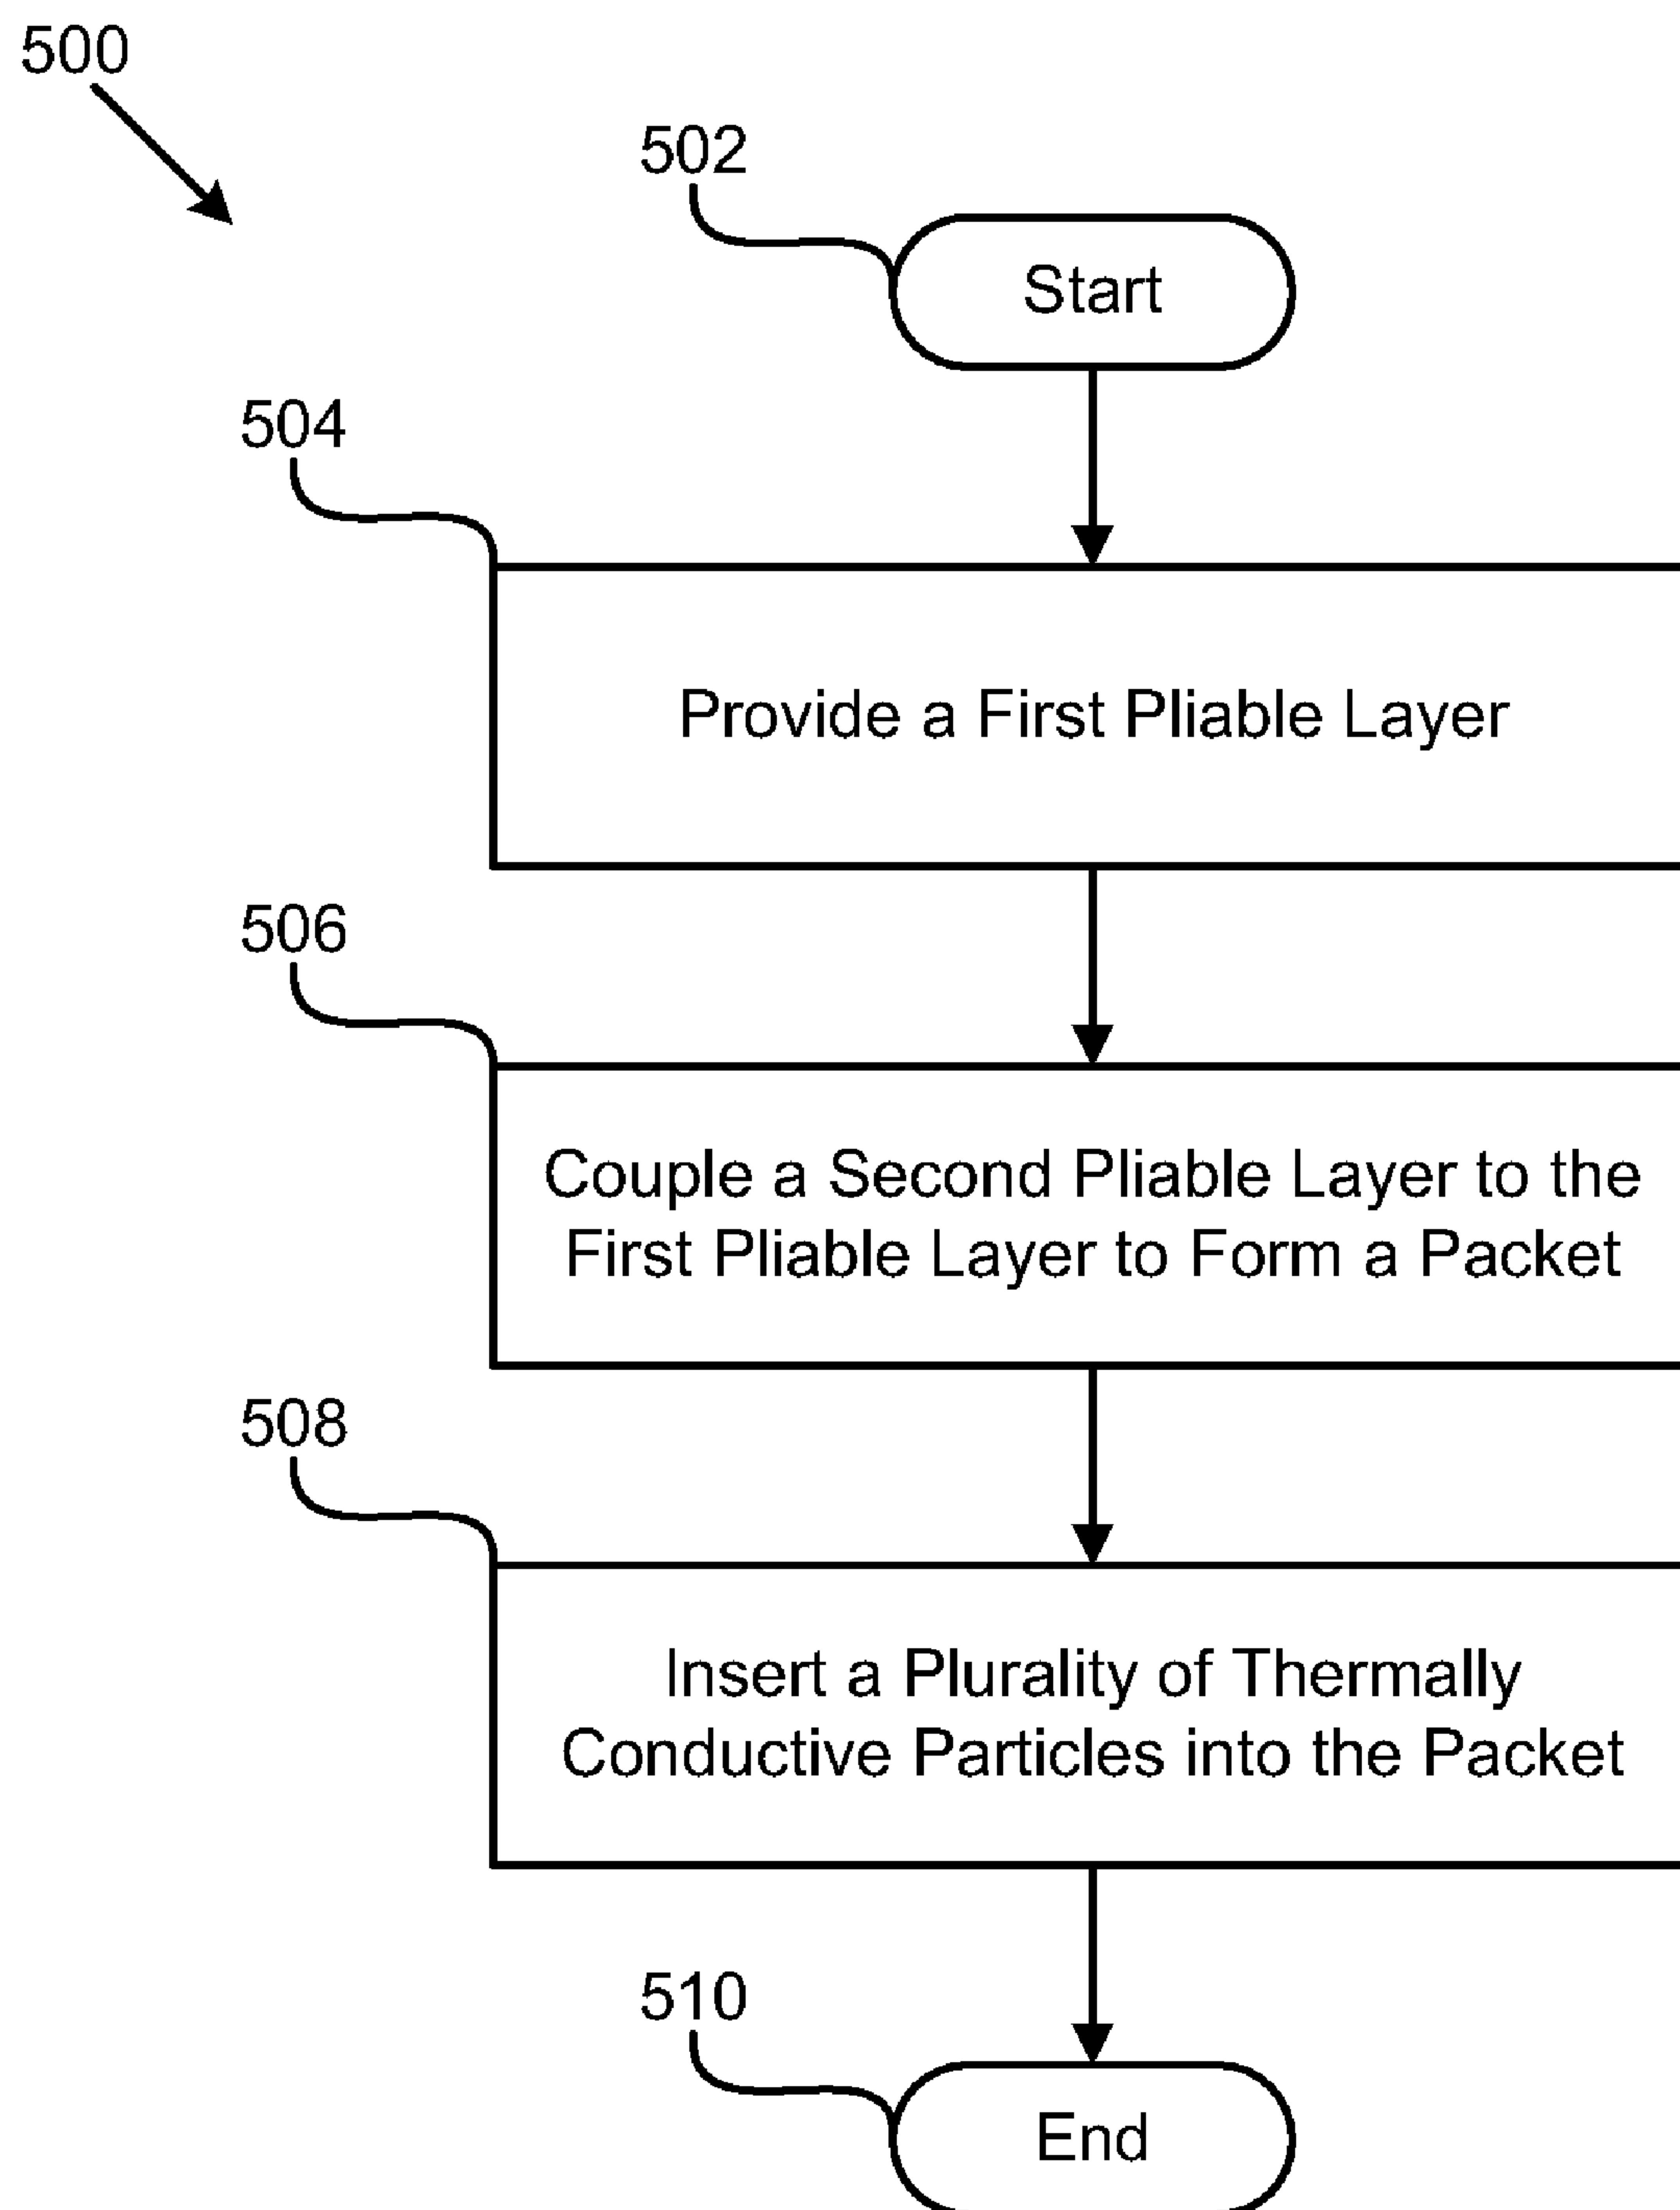 500
502
Start
504
Provide a First Pliable Layer
506
Couple a Second Pliable Layer to the
First Pliable Layer to Form a Packet
508
Insert a Plurality of Thermally
Conductive Particles into the Packet
510
End